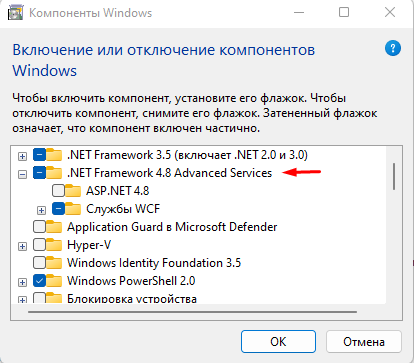 Компоненты Windows
Включение или отключение компонентов
Windows
?
Чтобы включить компонент, установите его флажок. Чтобы
отключить компонент, снимите его флажок. Затененный флажок
означает, что компонент включен частично.
.NET Framework 3.5 (включает .NET 2.0 и 3.0)
.NET Framework 4.8 Advanced Services
ASP.NET 4.8
Службы WCF
Application Guard в Microsoft Defender
Hyper-V
Windows Identity Foundation 3.5
Windows PowerShell 2.0
Блокировка устройства
OK
Отмена